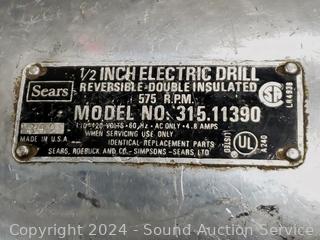 1/2 INCH ELECTRIC DRILL
Sears
REVERSIBLE-DOUBLE INSULATED
575 R.P.M.
MODEL NO. 315.11390
110-120 VOLTS-60 Hz-AC ONLY-4.8 AMPS
MADE IN U.S.A.
WHEN SERVICING USE ONLY
IDENTICAL REPLACEMENT PARTS
SEARS, ROEBUCK AND CO.-SIMPSONS-SEARS, LTD
UL
Copyright © 2024 - Sound Auction Service